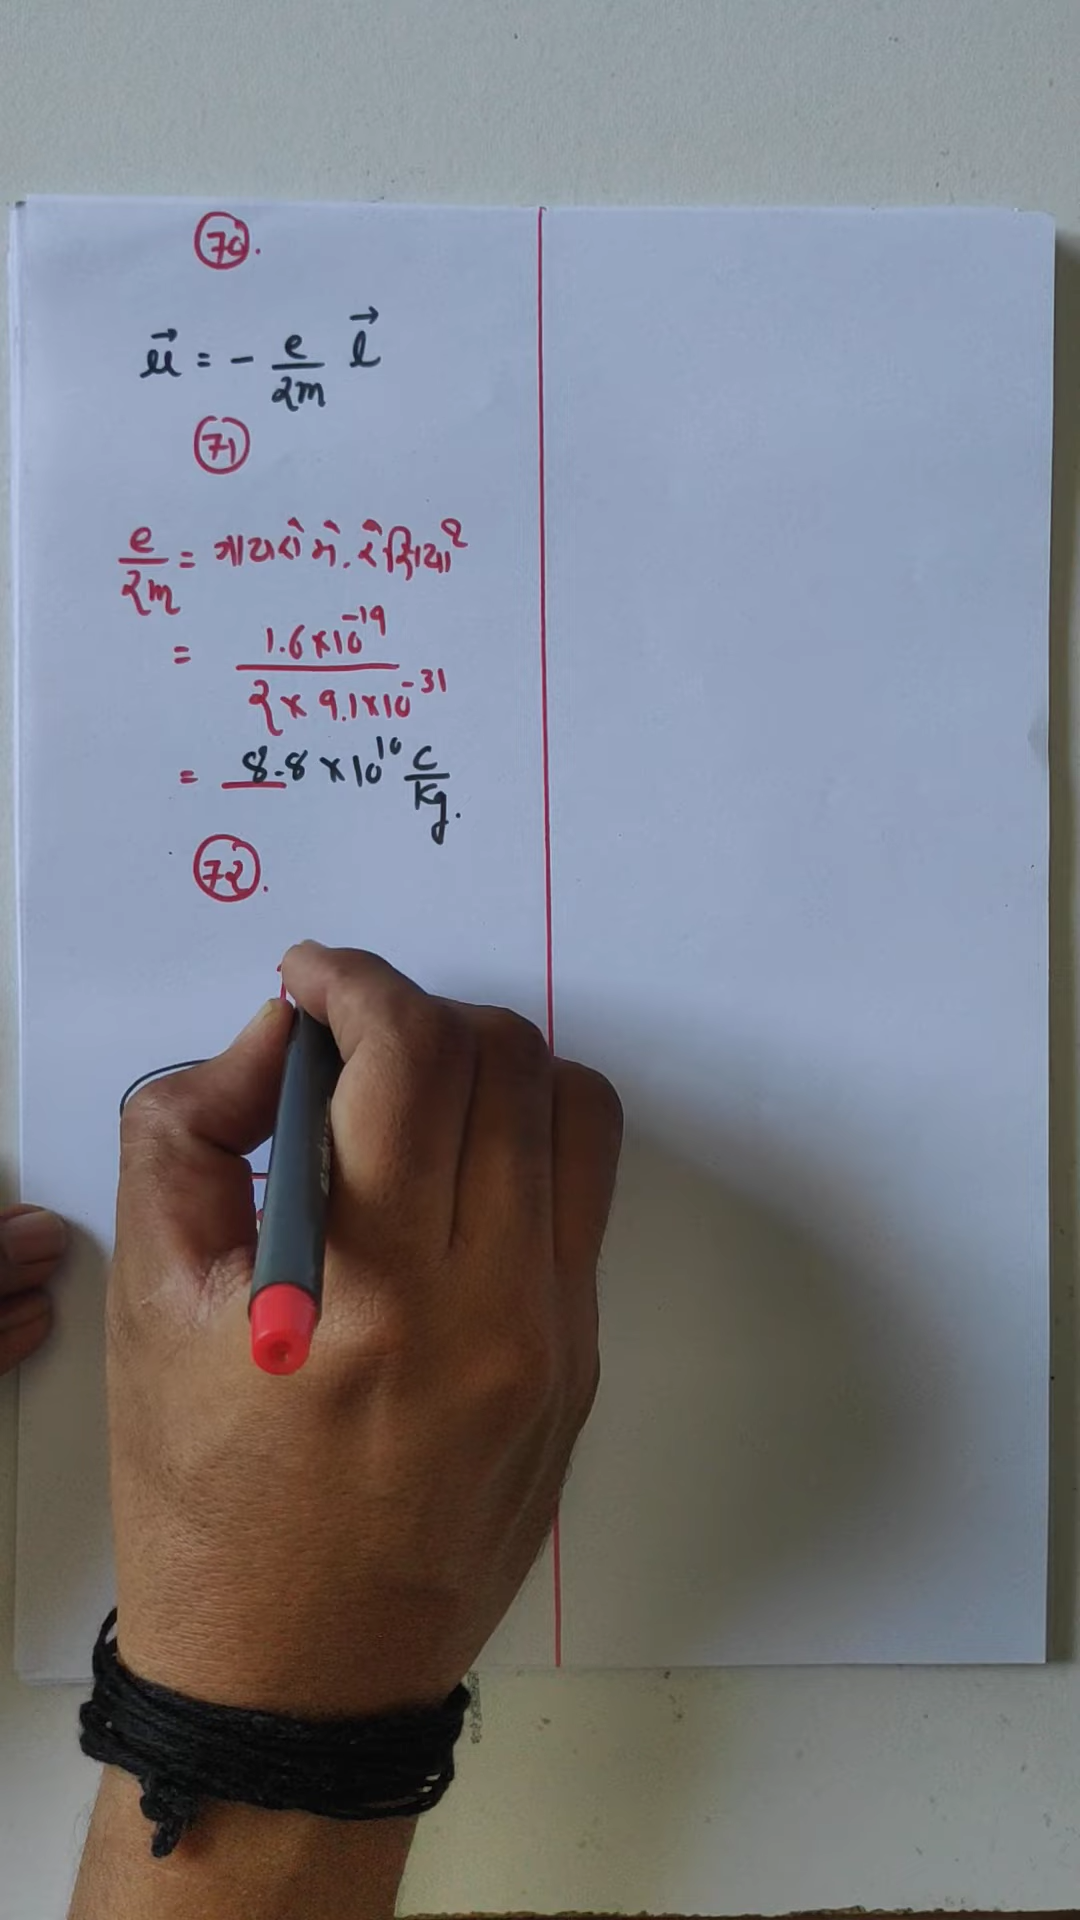 70.
μ⃗ = - e/2m l⃗
71
e/2m = ગાયરો મે. રેશિયો
= 1.6×10⁻¹⁹ / 2×9.1×10⁻³¹
= 8.8 × 10¹⁰ C/Kg.
72.